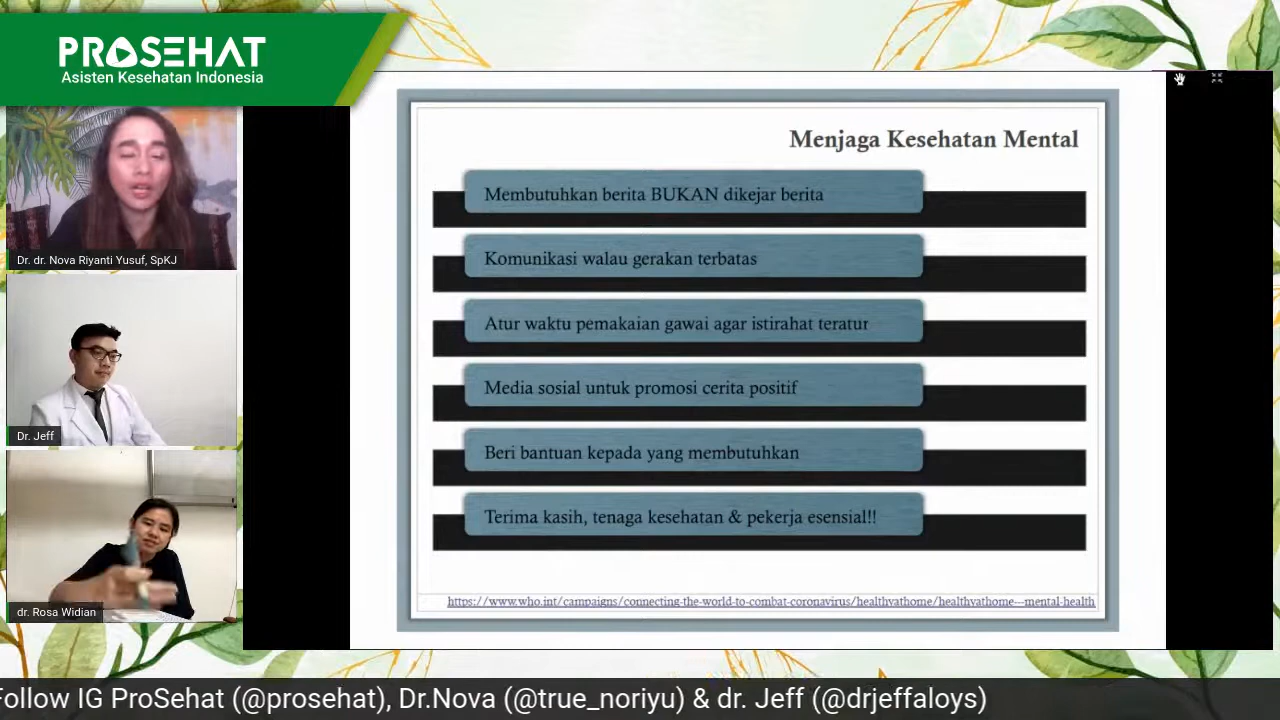 PROSEHAT
Asisten Kesehatan Indonesia
Dr. dr. Nova Riyanti Yusuf, SpKJ
Dr. Jeff
dr. Rosa Widian
Menjaga Kesehatan Mental
Membutuhkan berita BUKAN dikejar berita
Komunikasi walau gerakan terbatas
Atur waktu pemakaian gawai agar istirahat teratur
Media sosial untuk promosi cerita positif
Beri bantuan kepada yang membutuhkan
Terima kasih, tenaga kesehatan & pekerja esensial!!
https://www.who.int/campaigns/connecting-the-world-to-combat-coronavirus/healthyathome/healthyathome---mental-health
Follow IG ProSehat (@prosehat), Dr.Nova (@true_noriyu) & dr. Jeff (@drjeffaloys)